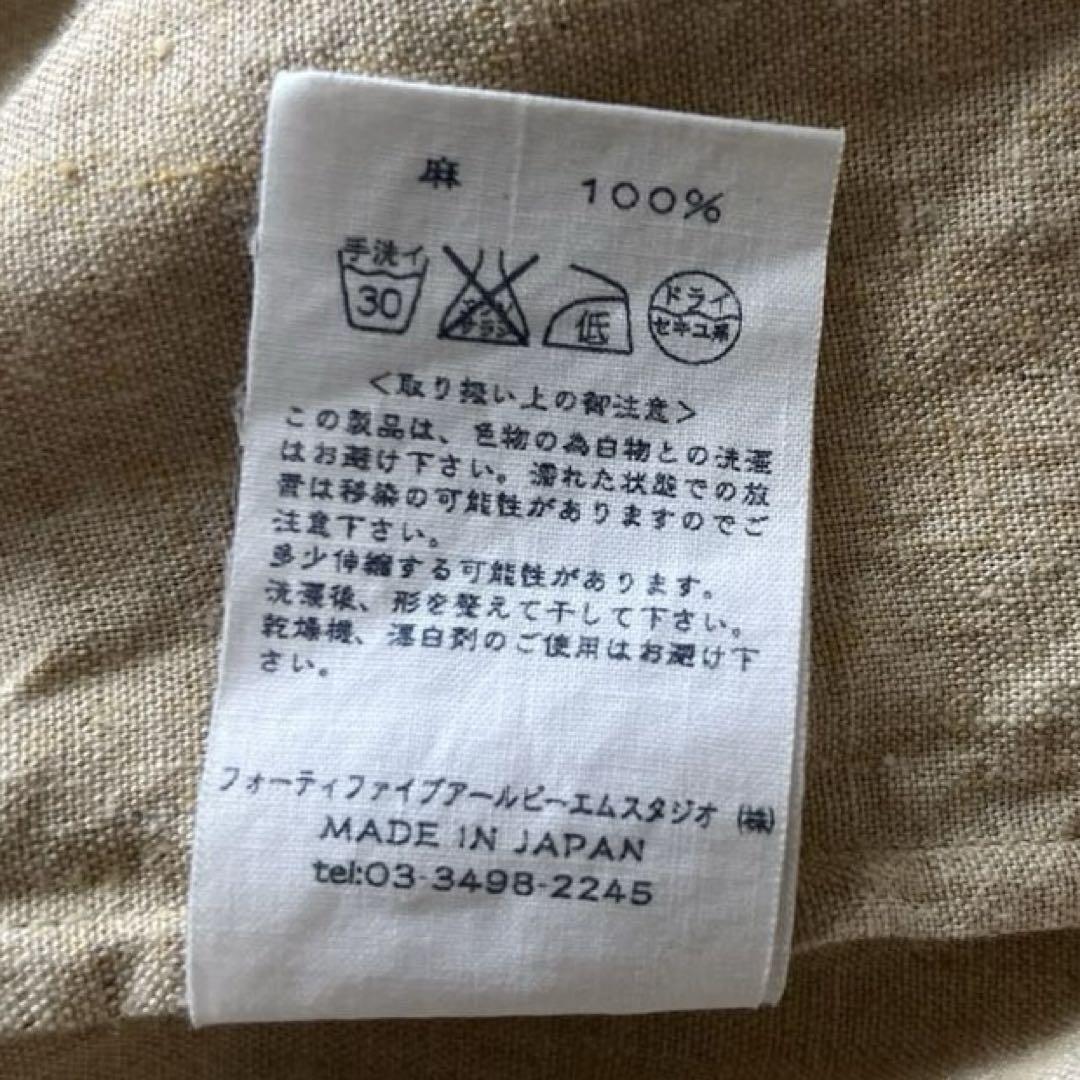 麻 100%
手洗イ
30
エンソ
サラシ
低
ドライ
セキユ系
＜取り扱い上の御注意＞
この製品は、色物の為白物との洗濯
はお避け下さい。濡れた状態での放
置は移染の可能性がありますのでご
注意下さい。
多少伸縮する可能性があります。
洗濯後、形を整えて干して下さい。
乾燥機、漂白剤のご使用はお避け下
さい。
フォーティファイブアールピーエムスタジオ (株)
MADE IN JAPAN
tel:03-3498-2245